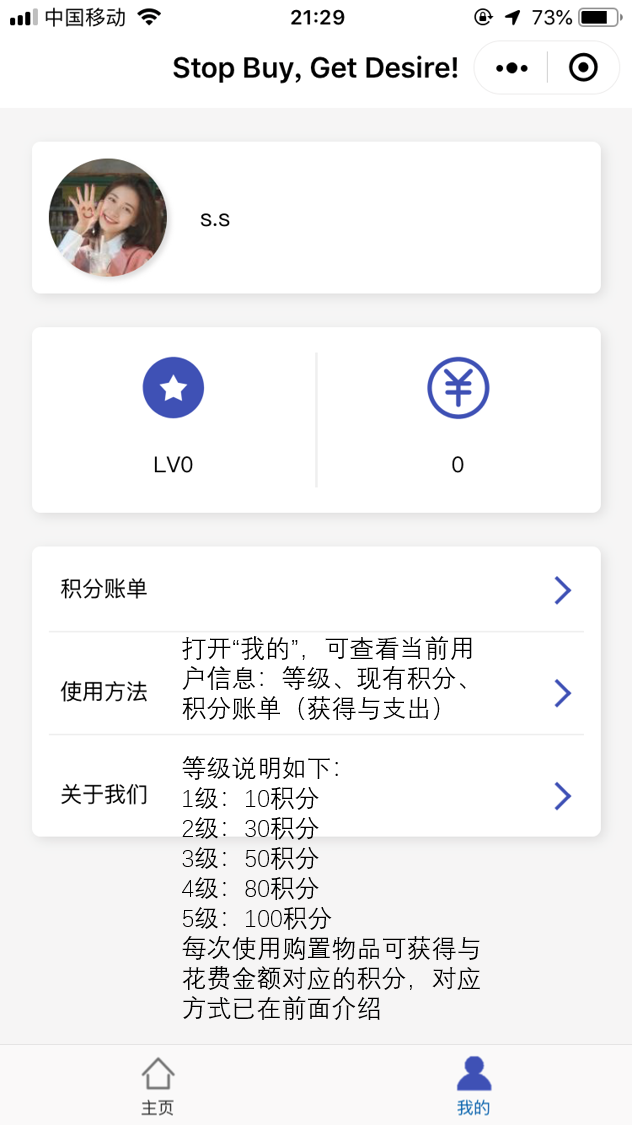 中国移动 21:29 73%
Stop Buy, Get Desire!
s.s
LV0 0
积分账单
打开“我的”，可查看当前用
户信息：等级、现有积分、
积分账单（获得与支出）
使用方法
等级说明如下：
关于我们
1级：10积分
2级：30积分
3级：50积分
4级：80积分
5级：100积分
每次使用购置物品可获得与
花费金额对应的积分，对应
方式已在前面介绍
主页 我的